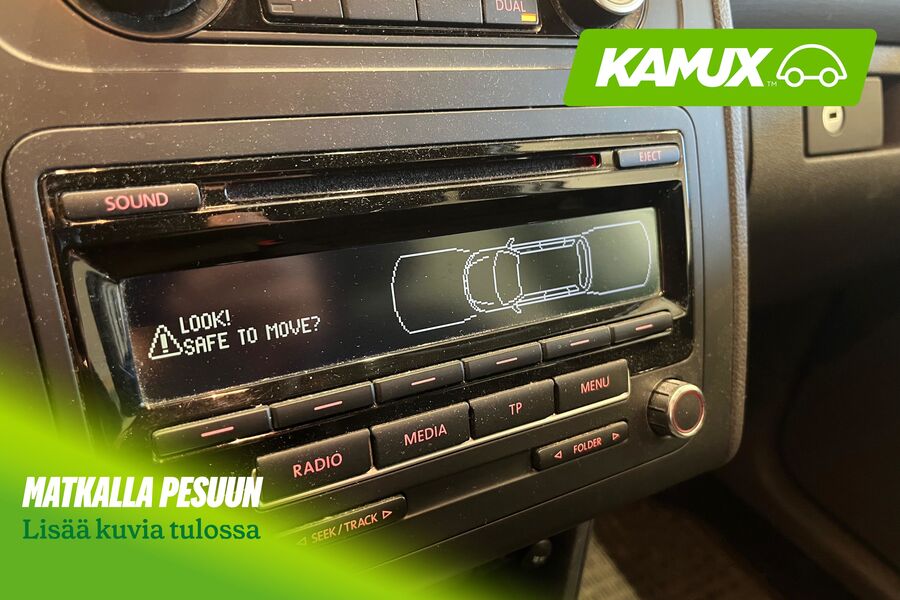 DUAL
KAMUX™
EJECT
SOUND
LOOK!
SAFE TO MOVE?
MENU
TP
MEDIA
RADIO
FOLDER
SEEK/TRACK
MATKALLA PESUUN
Lisää kuvia tulossa